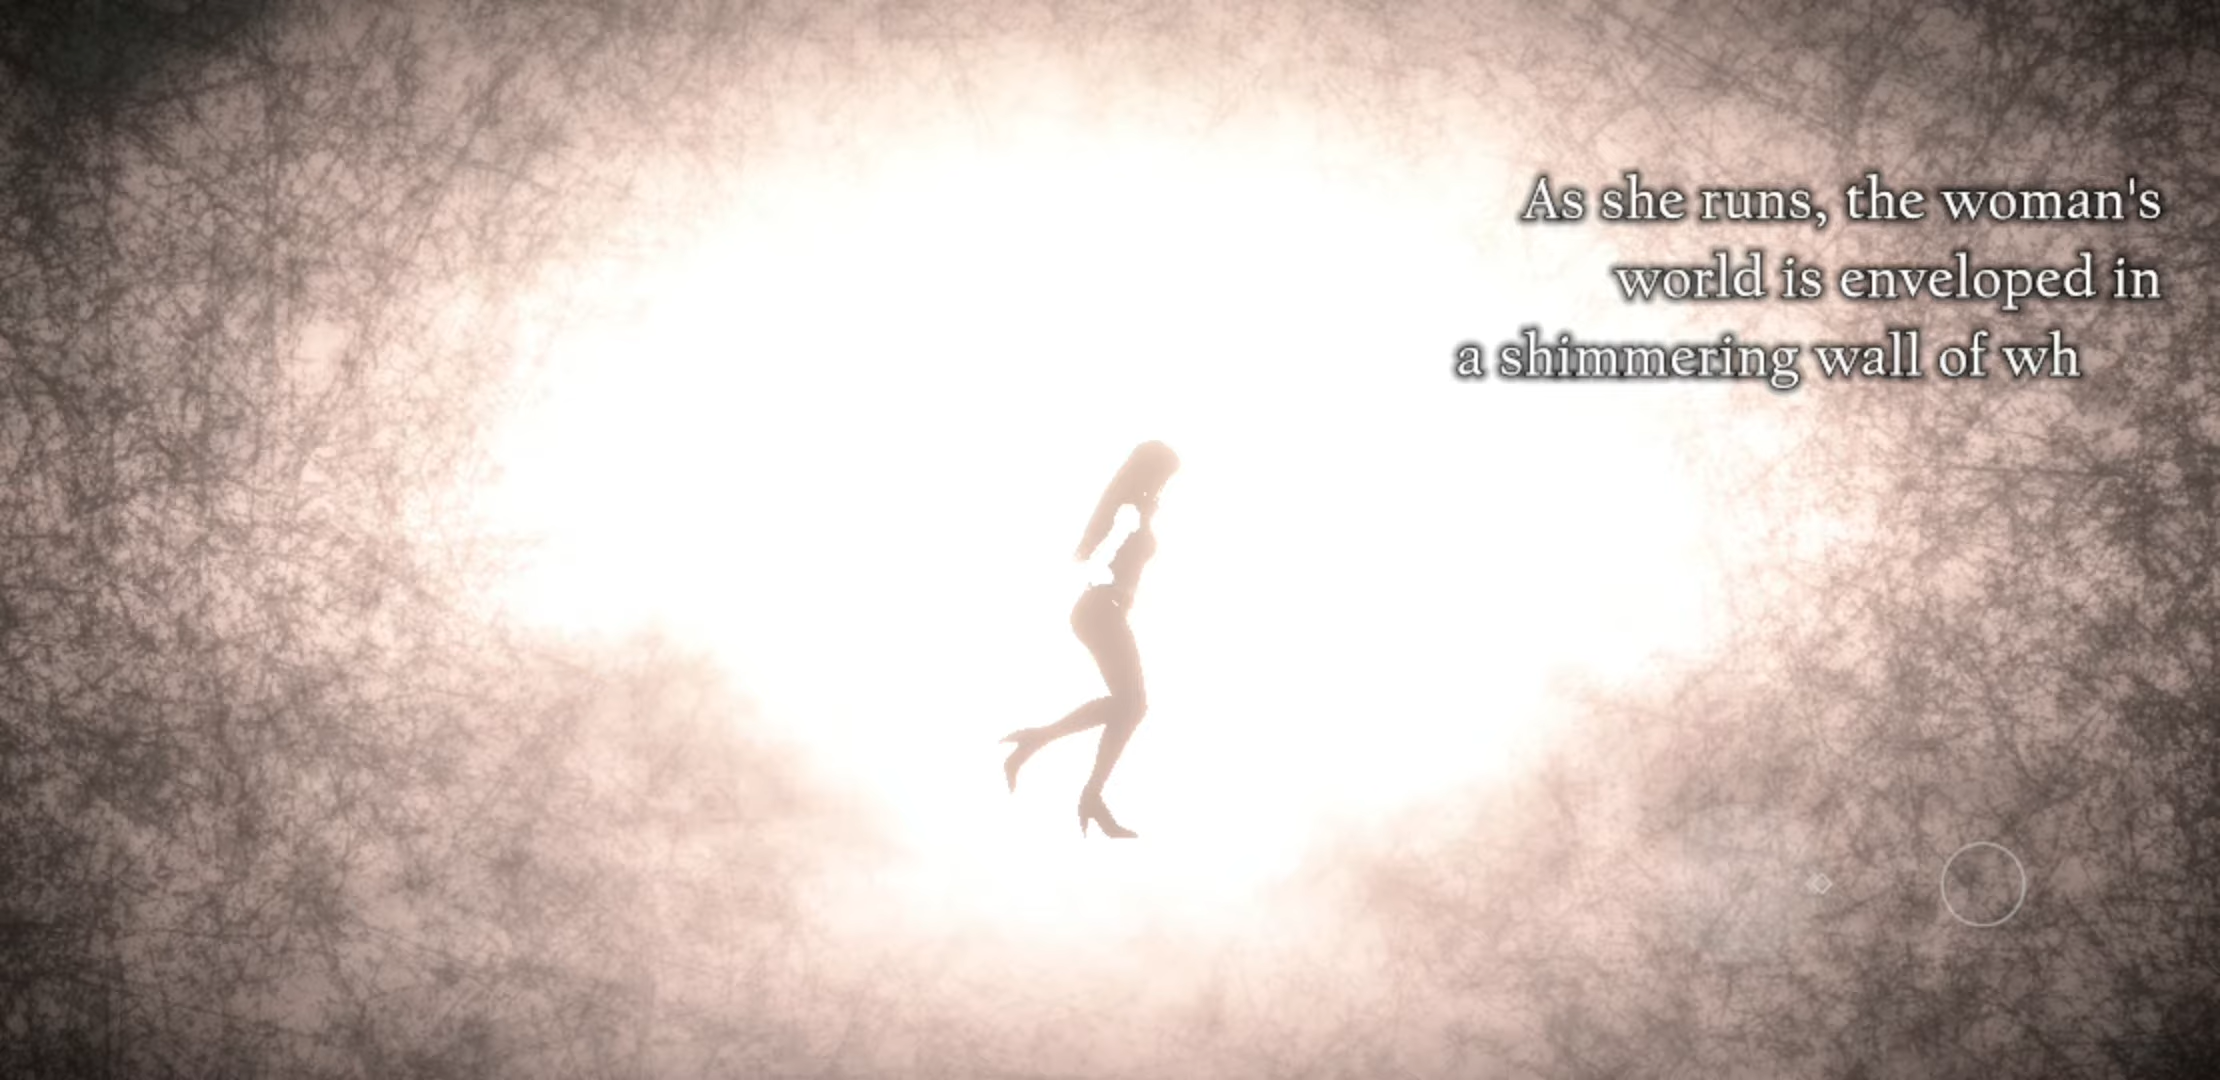 As she runs, the woman's
world is enveloped in
a shimmering wall of wh